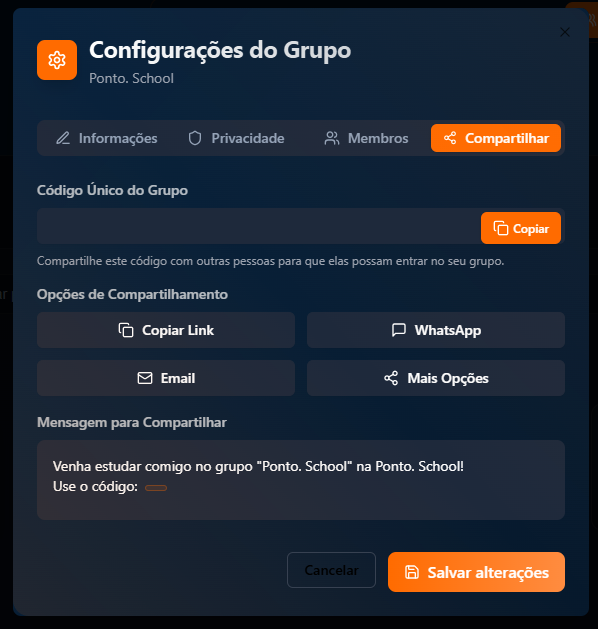 Configurações do Grupo
Ponto. School
Informações Privacidade Membros Compartilhar
Código Único do Grupo
Copiar
Compartilhe este código com outras pessoas para que elas possam entrar no seu grupo.
Opções de Compartilhamento
Copiar Link WhatsApp
Email Mais Opções
Mensagem para Compartilhar
Venha estudar comigo no grupo "Ponto. School" na Ponto. School!
Use o código:
Cancelar Salvar alterações